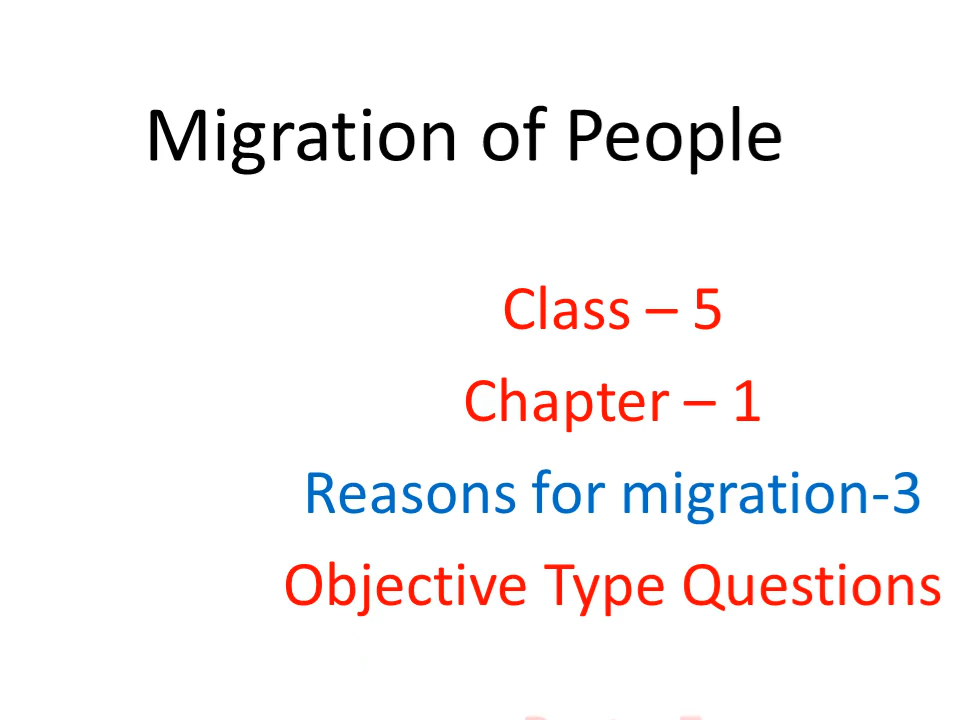 Migration of People
Class – 5
Chapter – 1
Reasons for migration-3
Objective Type Questions